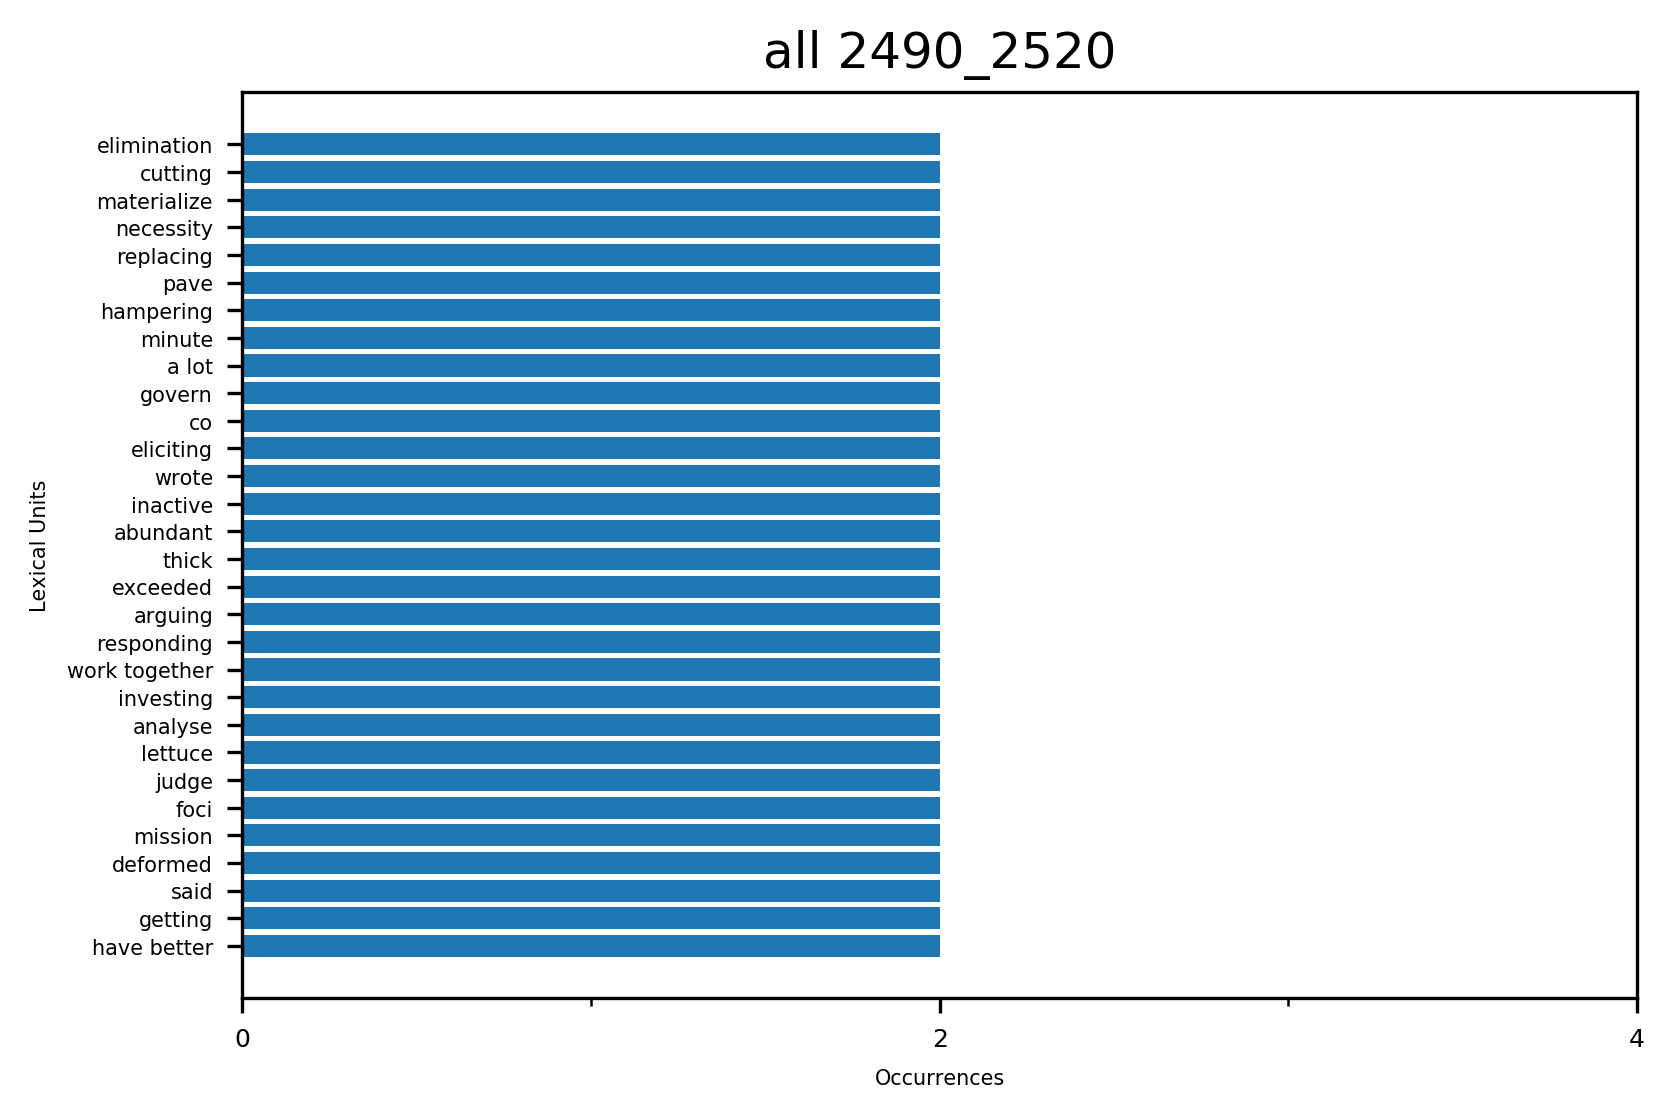 all 2490_2520
elimination
cutting
materialize
necessity
replacing
pave
hampering
minute
a lot
govern
co
eliciting
wrote
inactive
abundant
thick
exceeded
arguing
responding
work together
investing
analyse
lettuce
judge
foci
mission
deformed
said
getting
have better
Lexical Units
0 2 4
Occurrences